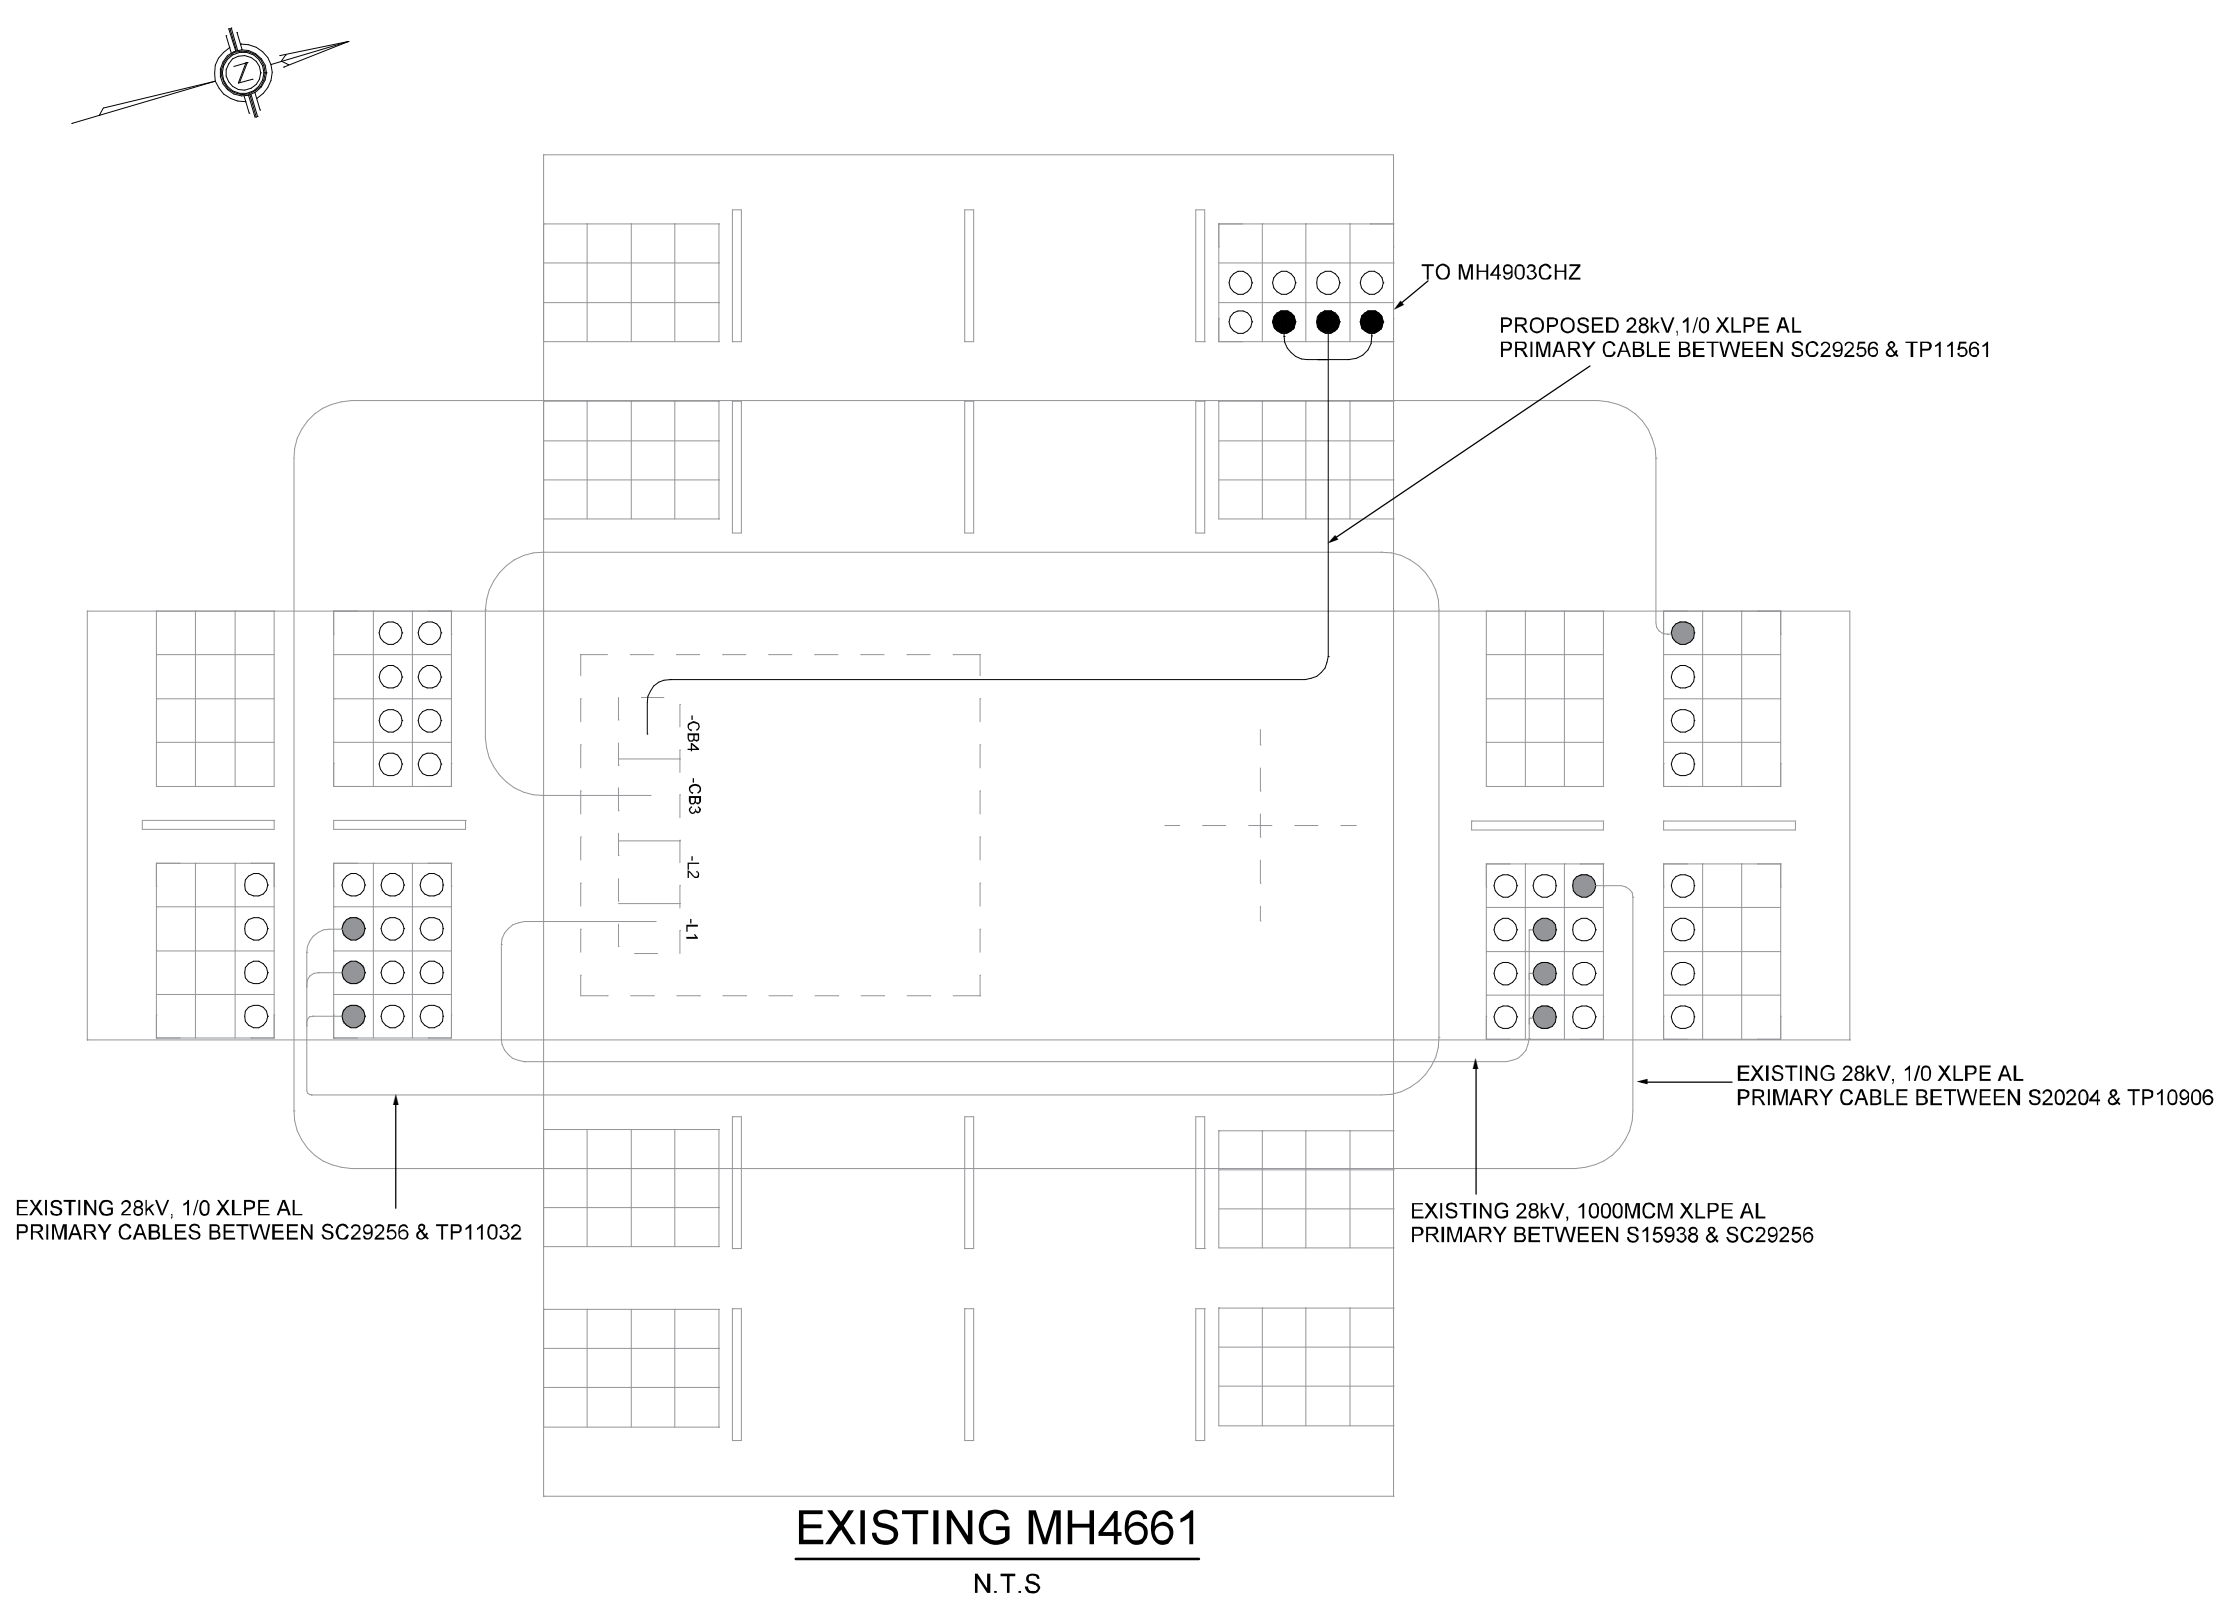 N
TO MH4903CHZ
PROPOSED 28kV,1/0 XLPE AL
PRIMARY CABLE BETWEEN SC29256 & TP11561
-CB4
-CB3
-L2
-L1
EXISTING 28kV, 1/0 XLPE AL
PRIMARY CABLE BETWEEN S20204 & TP10906
EXISTING 28kV, 1/0 XLPE AL
PRIMARY CABLES BETWEEN SC29256 & TP11032
EXISTING 28kV, 1000MCM XLPE AL
PRIMARY BETWEEN S15938 & SC29256
EXISTING MH4661
N.T.S